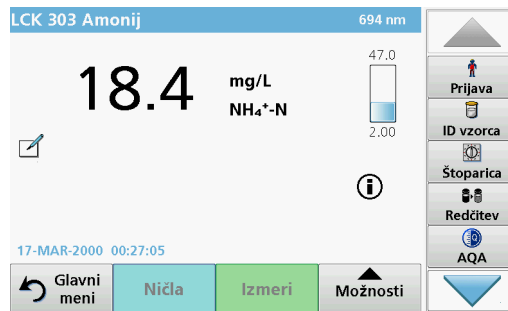 LCK 303 Amonij
694 nm
18.4
mg/L
NH₄⁺-N
47.0
2.00
17-MAR-2000 00:27:05
Glavni
meni
Ničla
Izmeri
Možnosti
Prijava
ID vzorca
Štoparica
Redčitev
AQA